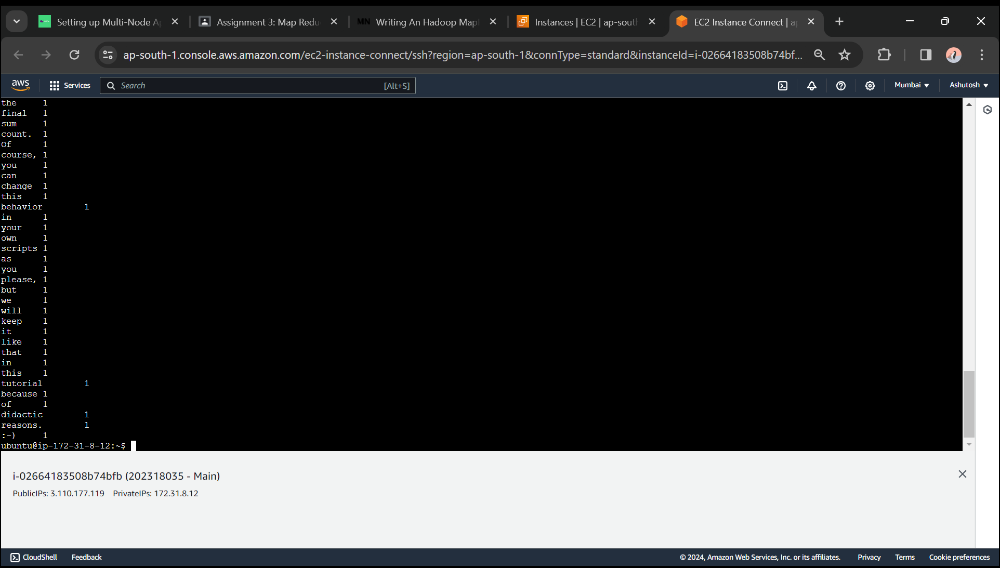 Setting up Multi-Node A
Assignment 3: Map Redu
MN Writing An Hadoop Map
Instances | EC2 | ap-south
EC2 Instance Connect | a
ap-south-1.console.aws.amazon.com/ec2-instance-connect/ssh?region=ap-south-1&connType=standard&instanceId=i-02664183508b74bf...
aws Services Search [Alt+S] Mumbai Ashutosh
the 1
final 1
sum 1
count. 1
Of 1
course, 1
you 1
can 1
change 1
this 1
behavior 1
in 1
your 1
own 1
scripts 1
as 1
you 1
please, 1
but 1
we 1
will 1
keep 1
it 1
like 1
that 1
in 1
this 1
tutorial 1
because 1
of 1
didactic 1
reasons. 1
:-) 1
ubuntu@ip-172-31-8-12:~$
i-02664183508b74bfb (202318035 - Main)
PublicIPs: 3.110.177.119 PrivateIPs: 172.31.8.12
CloudShell Feedback © 2024, Amazon Web Services, Inc. or its affiliates. Privacy Terms Cookie preferences